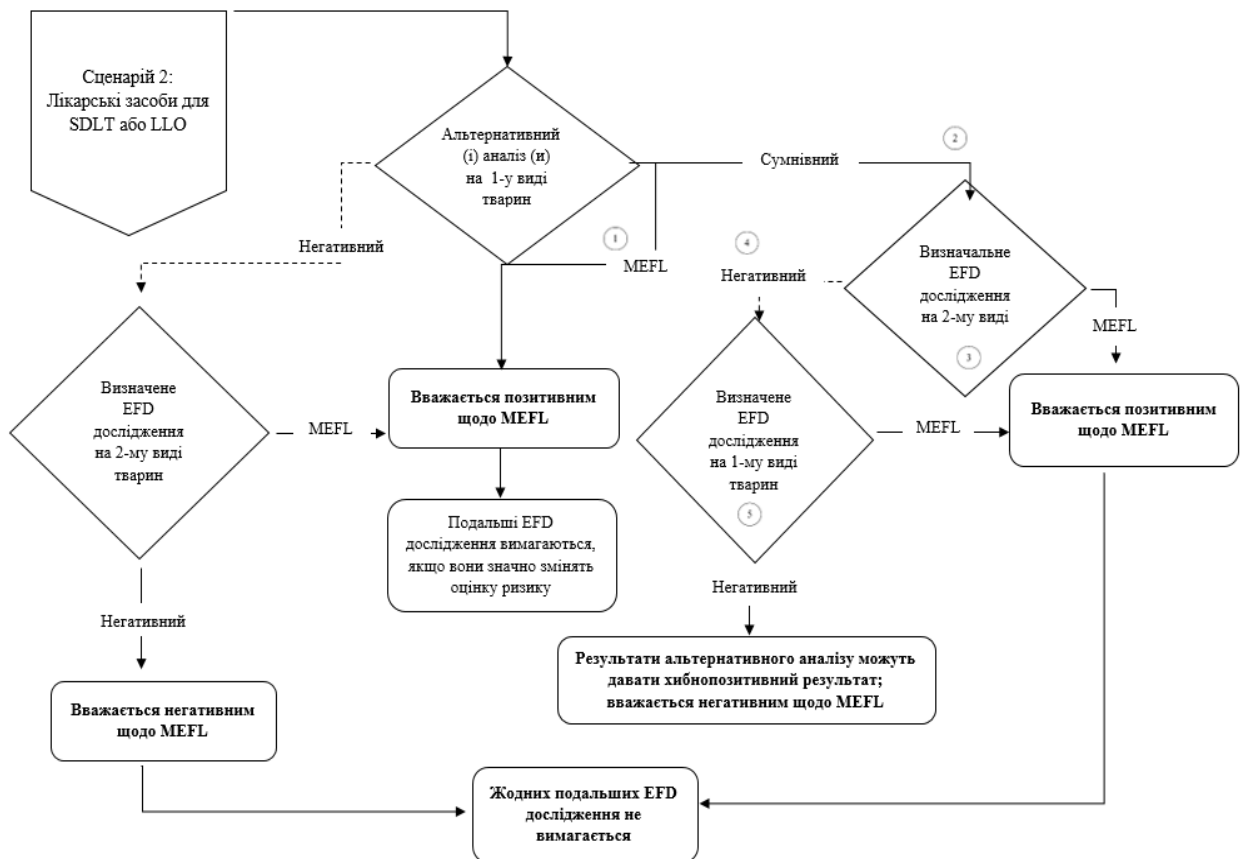 Сценарій 2:
Лікарські засоби для
SDLT або LLO
Альтернативний
(і) аналіз (и)
на 1-у виді
тварин
2
Сумнівний
Негативний
1
MEFL
4
Негативний
Визначальне
EFD
дослідження
на 2-му виді
3
MEFL
Визначене
EFD
дослідження
на 2-му виді
тварин
MEFL
Вважається позитивним
щодо MEFL
Визначене
EFD
дослідження
на 1-му виді
тварин
5
MEFL
Вважається позитивним
щодо MEFL
Подальші EFD
дослідження вимагаються,
якщо вони значно змінять
оцінку ризику
Негативний
Негативний
Результати альтернативного аналізу можуть
давати хибнопозитивний результат;
вважається негативним щодо MEFL
Вважається негативним
щодо MEFL
Жодних подальших EFD
дослідження не
вимагається